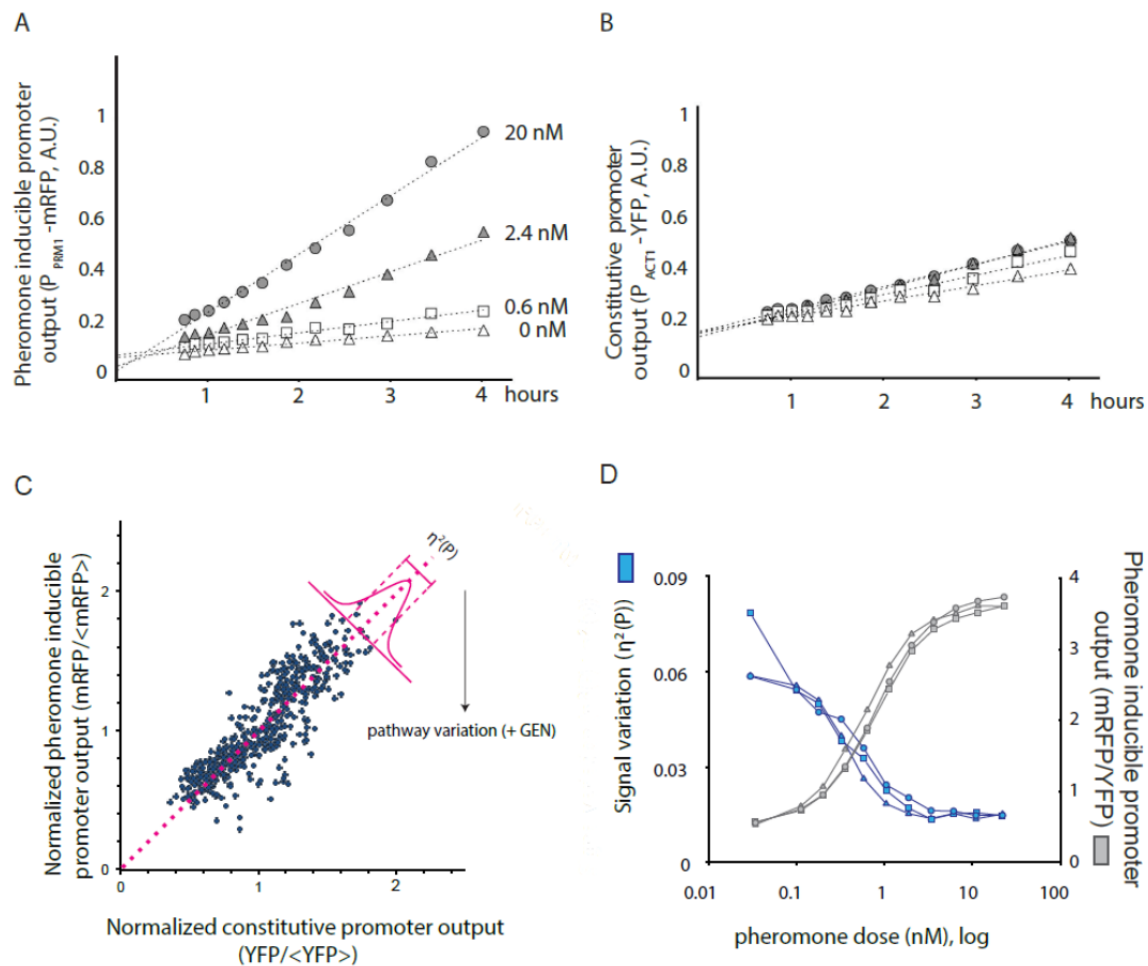 A
Pheromone inducible promoter
output (P PRM1 -mRFP, A.U.)
1
0.8
0.6
0.4
0.2
0
20 nM
2.4 nM
0.6 nM
0 nM
1 2 3 4 hours
B
Constitutive promoter
output (P ACT1 -YFP, A.U.)
1
0.8
0.6
0.4
0.2
0
1 2 3 4 hours
C
Normalized pheromone inducible
promoter output (mRFP/<mRFP>)
2
1
0
η²(P)
pathway variation (+ GEN)
0 1 2
Normalized constitutive promoter output
(YFP/<YFP>)
D
Signal variation (η²(P))
0.09
0.06
0.03
0
4
3
2
1
0
Pheromone inducible promoter
output (mRFP/YFP)
0.01 0.1 1 10 100
pheromone dose (nM), log